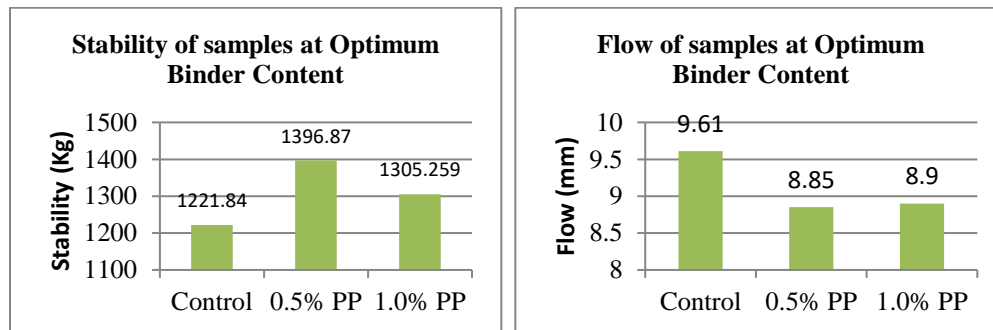 Stability of samples at Optimum
Binder Content
Stability (Kg)
1500
1400
1300
1200
1100
1221.84
1396.87
1305.259
Control
0.5% PP
1.0% PP
Flow of samples at Optimum
Binder Content
Flow (mm)
10
9.5
9
8.5
8
9.61
8.85
8.9
Control
0.5% PP
1.0% PP